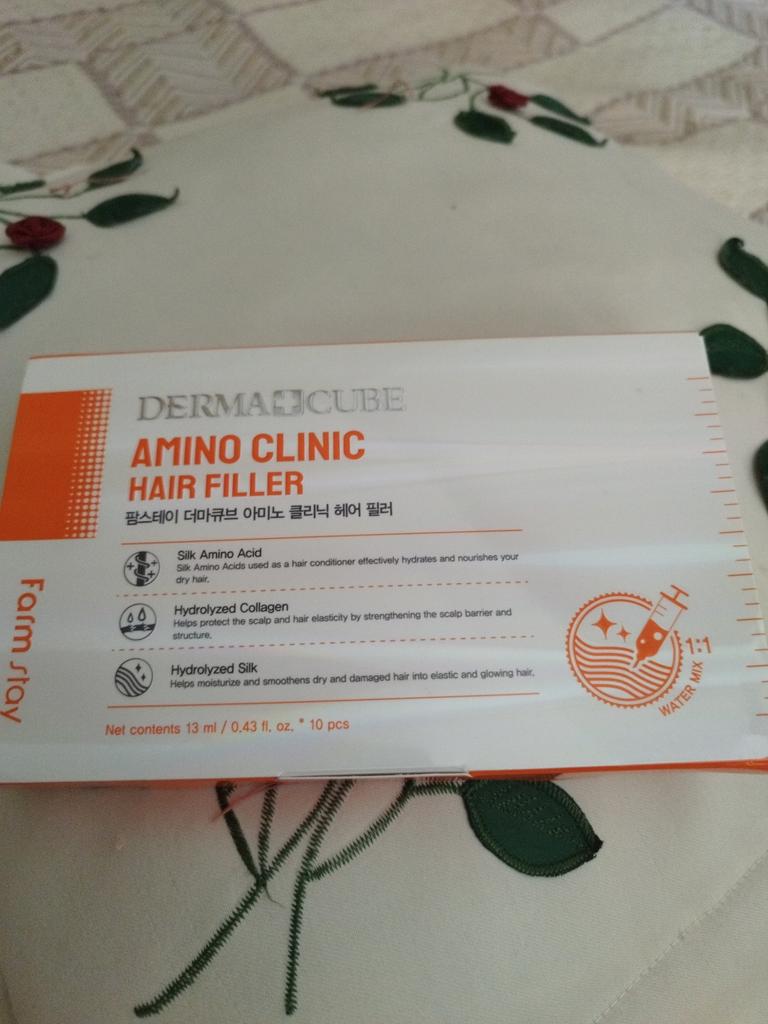 DERMA+CUBE
AMINO CLINIC
HAIR FILLER
팜스테이 더마큐브 아미노 클리닉 헤어 필러
Silk Amino Acid
Silk Amino Acids used as a hair conditioner effectively hydrates and nourishes your
dry hair.
Hydrolyzed Collagen
Helps protect the scalp and hair elasticity by strengthening the scalp barrier and
structure.
Hydrolyzed Silk
Helps moisturize and smoothens dry and damaged hair into elastic and glowing hair.
Net contents 13 ml / 0.43 fl. oz. * 10 pcs
Farm stay
1:1
WATER MIX